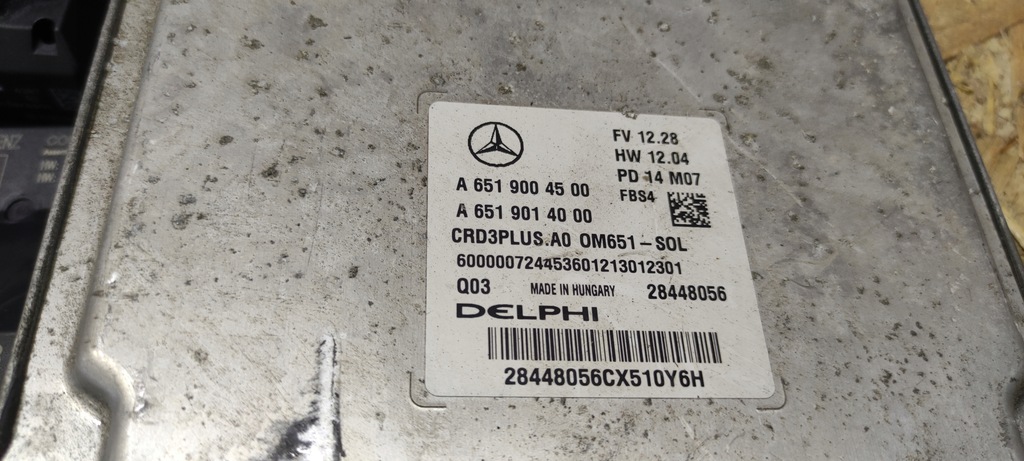 FV 12.28
HW 12.04
PD 14 M07
A 651 900 45 00
FBS4
A 651 901 40 00
CRD3PLUS.A0 OM651-SOL
600000724453601213012301
Q03 MADE IN HUNGARY 28448056
DELPHI
28448056CX510Y6H